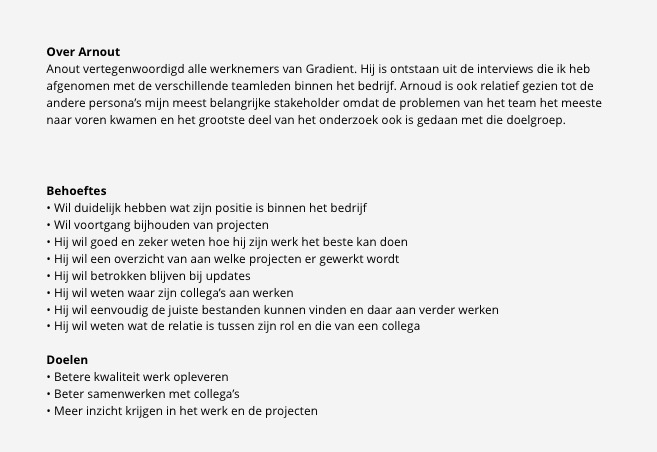 Over Arnout
Anout vertegenwoordigd alle werknemers van Gradient. Hij is ontstaan uit de interviews die ik heb
afgenomen met de verschillende teamleden binnen het bedrijf. Arnoud is ook relatief gezien tot de
andere persona’s mijn meest belangrijke stakeholder omdat de problemen van het team het meeste
naar voren kwamen en het grootste deel van het onderzoek ook is gedaan met die doelgroep.
Behoeftes
• Wil duidelijk hebben wat zijn positie is binnen het bedrijf
• Wil voortgang bijhouden van projecten
• Hij wil goed en zeker weten hoe hij zijn werk het beste kan doen
• Hij wil een overzicht van aan welke projecten er gewerkt wordt
• Hij wil betrokken blijven bij updates
• Hij wil weten waar zijn collega’s aan werken
• Hij wil eenvoudig de juiste bestanden kunnen vinden en daar aan verder werken
• Hij wil weten wat de relatie is tussen zijn rol en die van een collega
Doelen
• Betere kwaliteit werk opleveren
• Beter samenwerken met collega’s
• Meer inzicht krijgen in het werk en de projecten